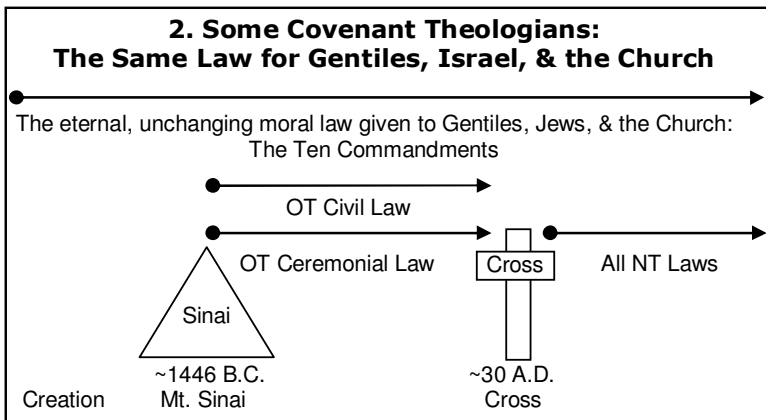 2. Some Covenant Theologians:
The Same Law for Gentiles, Israel, & the Church
The eternal, unchanging moral law given to Gentiles, Jews, & the Church:
The Ten Commandments
OT Civil Law
OT Ceremonial Law
Cross
All NT Laws
Sinai
~1446 B.C.
~30 A.D.
Creation
Mt. Sinai
Cross